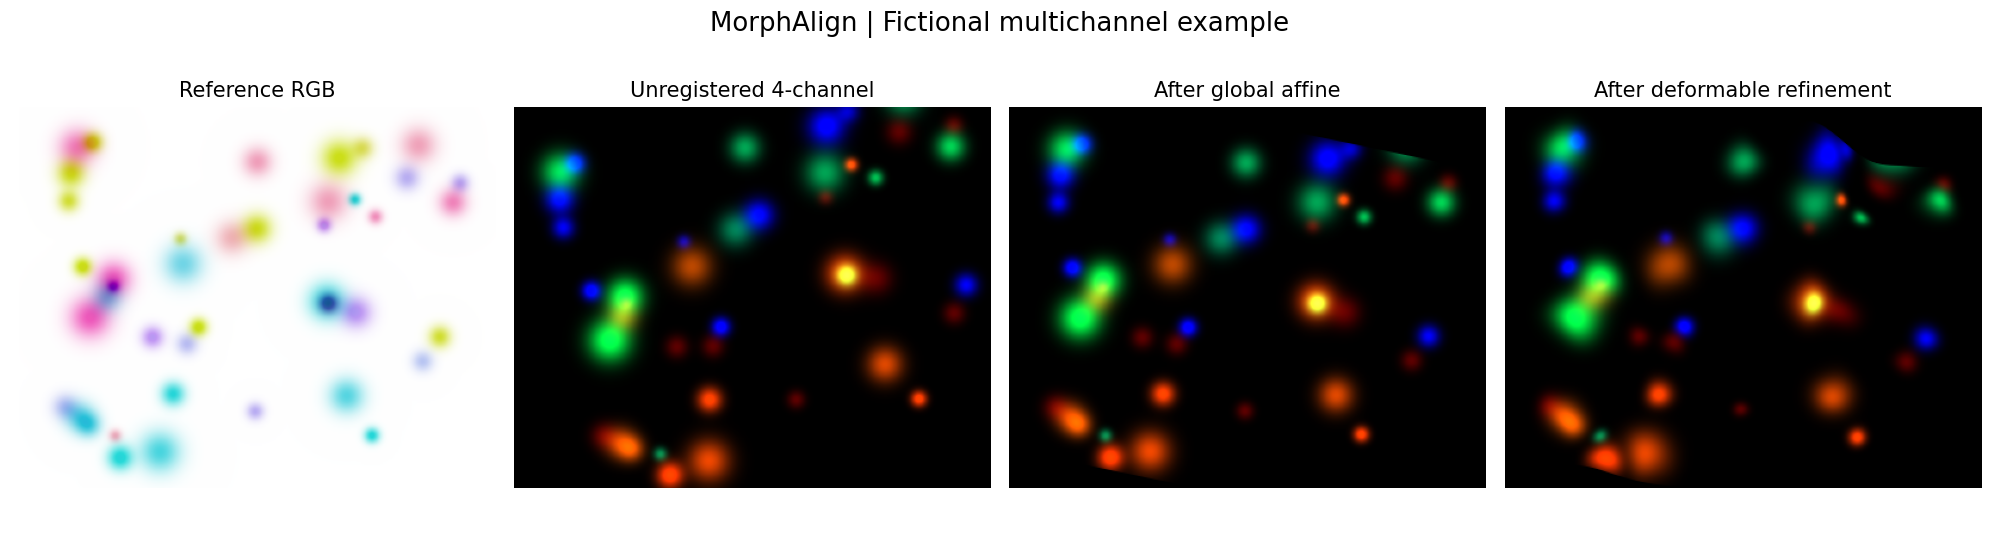 MorphAlign | Fictional multichannel example
Reference RGB
Unregistered 4-channel
After global affine
After deformable refinement